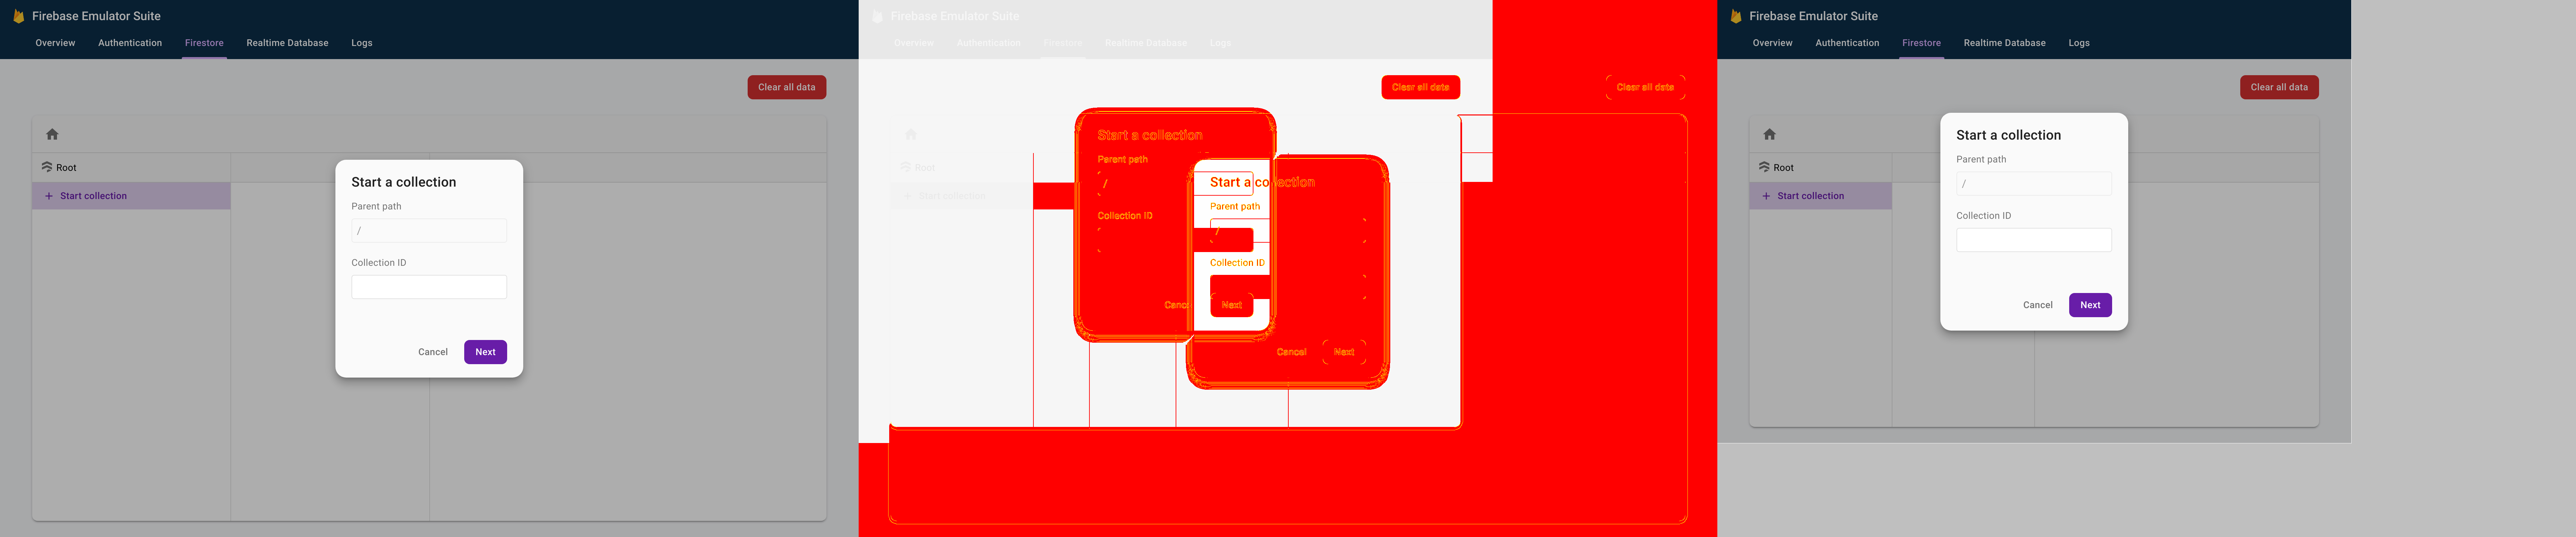 Firebase Emulator Suite
Overview Authentication Firestore Realtime Database Logs
Clear all data
Root
Start collection
Start a collection
Parent path
/
Collection ID
Cancel Next
Firebase Emulator Suite
Overview Authentication Firestore Realtime Database Logs
Clear all data Clear all data
Root
Start collection
Start a collection
Parent path
/
Collection ID
Cancel Next
Start a collection
Parent path
/
Collection ID
Cancel Next
Firebase Emulator Suite
Overview Authentication Firestore Realtime Database Logs
Clear all data
Root
Start collection
Start a collection
Parent path
/
Collection ID
Cancel Next